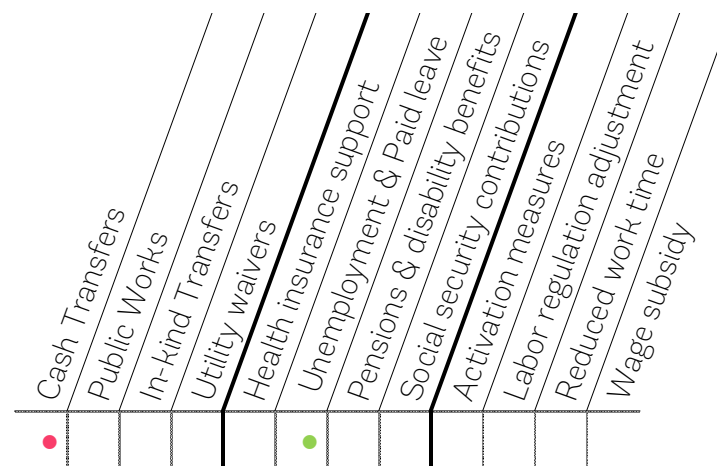 Cash Transfers
Public Works
In-kind Transfers
Utility waivers
Health insurance support
Unemployment & Paid leave
Pensions & disability benefits
Social security contributions
Activation measures
Labor regulation adjustment
Reduced work time
Wage subsidy